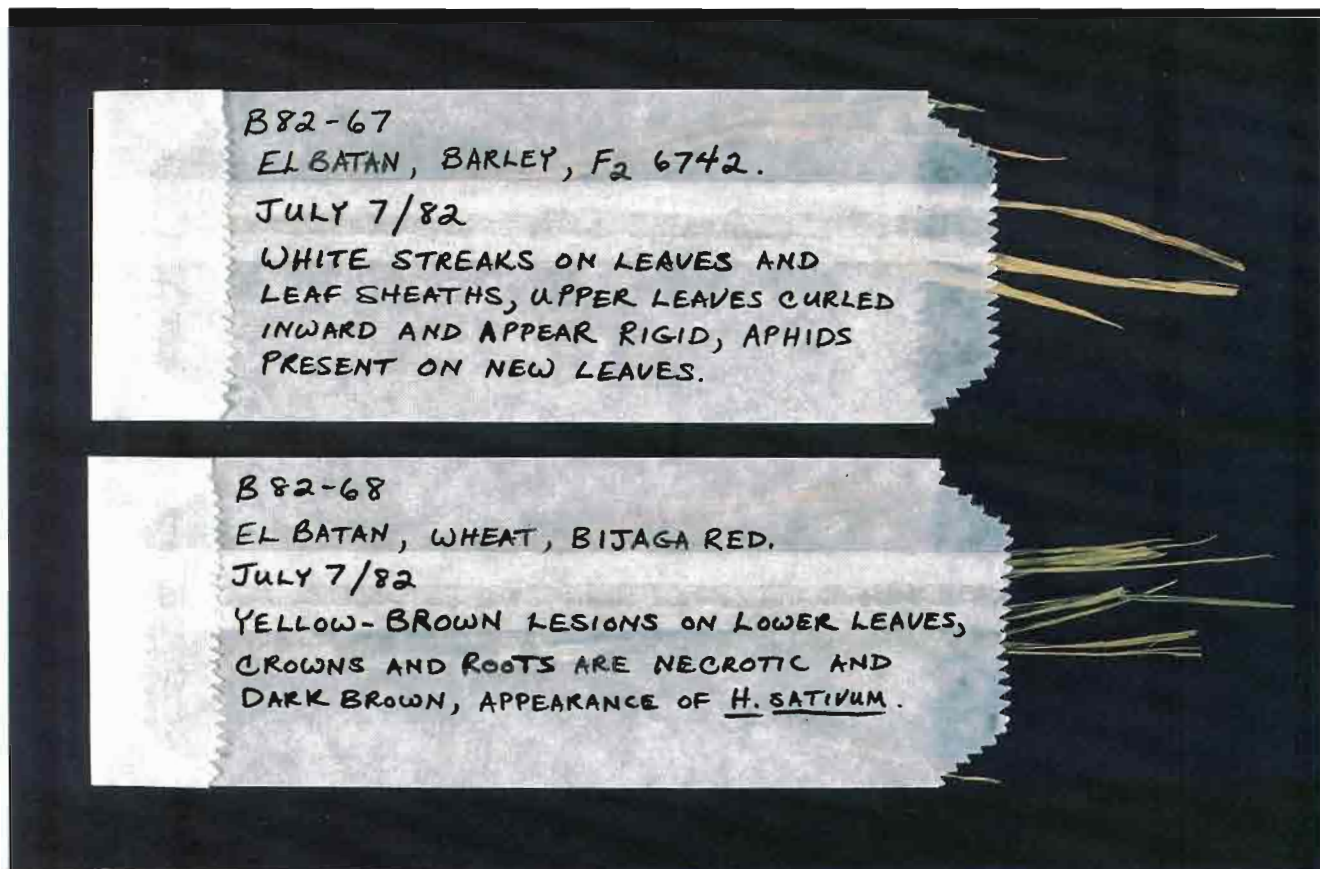 B82-67
EL BATAN, BARLEY, F2 6742.
JULY 7/82
WHITE STREAKS ON LEAVES AND
LEAF SHEATHS, UPPER LEAVES CURLED
INWARD AND APPEAR RIGID, APHIDS
PRESENT ON NEW LEAVES.
B82-68
EL BATAN, WHEAT, BIJAGA RED.
JULY 7/82
YELLOW-BROWN LESIONS ON LOWER LEAVES,
CROWNS AND ROOTS ARE NECROTIC AND
DARK BROWN, APPEARANCE OF H. SATIVUM.